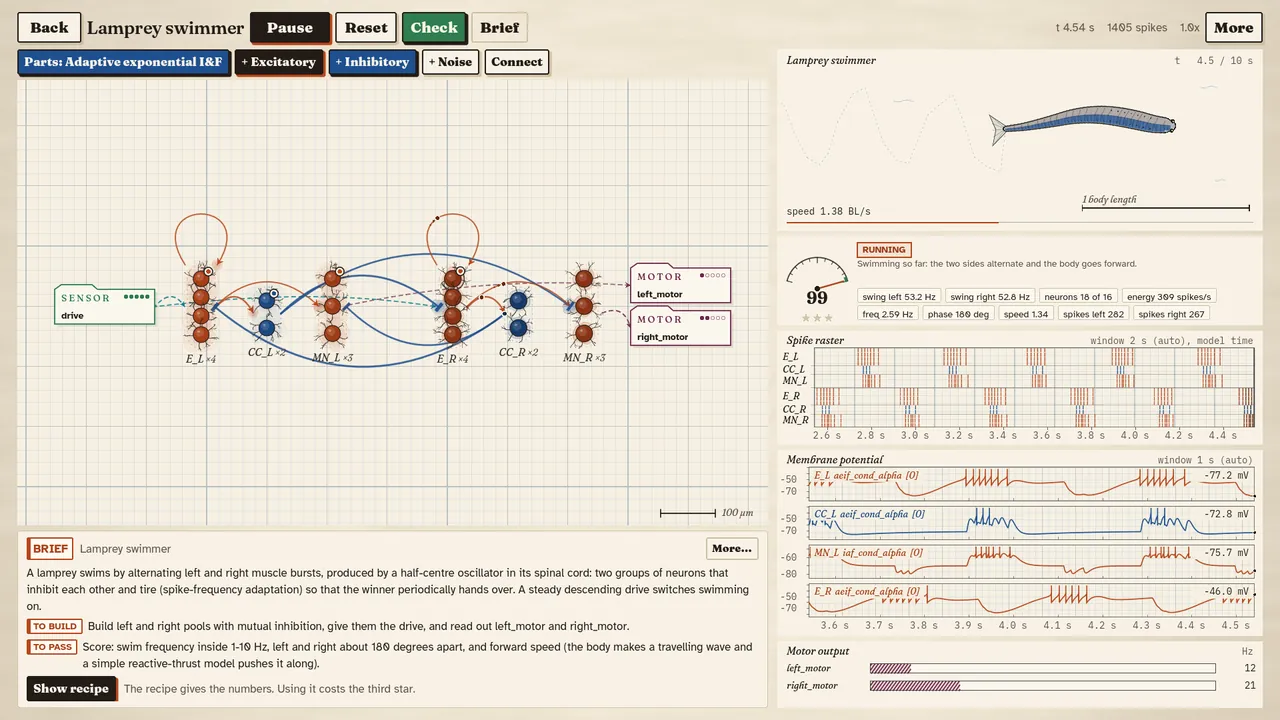 Back Lamprey swimmer Pause Reset Check Brief
t 4.54 s 1405 spikes 1.0x More
Parts: Adaptive exponential I&F + Excitatory + Inhibitory + Noise Connect
SENSOR
drive
E_L ×4
CC_L ×2
MN_L ×3
E_R ×4
CC_R ×2
MN_R ×3
MOTOR
left_motor
MOTOR
right_motor
100 µm
BRIEF Lamprey swimmer More...
A lamprey swims by alternating left and right muscle bursts, produced by a half-centre oscillator in its spinal cord: two groups of neurons that
inhibit each other and tire (spike-frequency adaptation) so that the winner periodically hands over. A steady descending drive switches swimming
on.
TO BUILD Build left and right pools with mutual inhibition, give them the drive, and read out left_motor and right_motor.
TO PASS Score: swim frequency inside 1-10 Hz, left and right about 180 degrees apart, and forward speed (the body makes a travelling wave and
a simple reactive-thrust model pushes it along).
Show recipe The recipe gives the numbers. Using it costs the third star.
Lamprey swimmer t 4.5 / 10 s
1 body length
speed 1.38 BL/s
RUNNING
Swimming so far: the two sides alternate and the body goes forward.
99
swing left 53.2 Hz swing right 52.8 Hz neurons 18 of 16 energy 309 spikes/s
freq 2.59 Hz phase 180 deg speed 1.34 spikes left 282 spikes right 267
Spike raster window 2 s (auto), model time
E_L
CC_L
MN_L
E_R
CC_R
MN_R
2.6 s 2.8 s 3.0 s 3.2 s 3.4 s 3.6 s 3.8 s 4.0 s 4.2 s 4.4 s
Membrane potential window 1 s (auto)
E_L aeif_cond_alpha [0] -77.2 mV
-50
-70
CC_L aeif_cond_alpha [0] -72.8 mV
-50
-70
MN_L iaf_cond_alpha [0] -75.7 mV
-60
-80
E_R aeif_cond_alpha [0] -46.0 mV
-50
-70
3.6 s 3.7 s 3.8 s 3.9 s 4.0 s 4.1 s 4.2 s 4.3 s 4.4 s 4.5 s
Motor output Hz
left_motor 12
right_motor 21